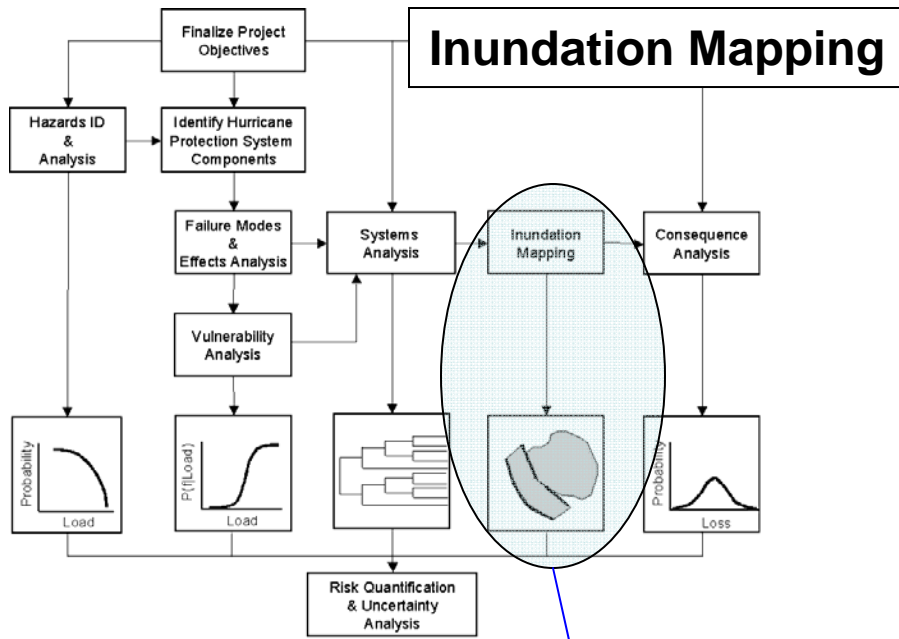 Inundation Mapping
Finalize Project
Objectives
Hazards ID
&
Analysis
Identify Hurricane
Protection System
Components
Failure Modes
&
Effects Analysis
Systems
Analysis
Inundation
Mapping
Consequence
Analysis
Vulnerability
Analysis
Probability
Load
P(f|Load)
Load
Probability
Loss
Risk Quantification
& Uncertainty
Analysis